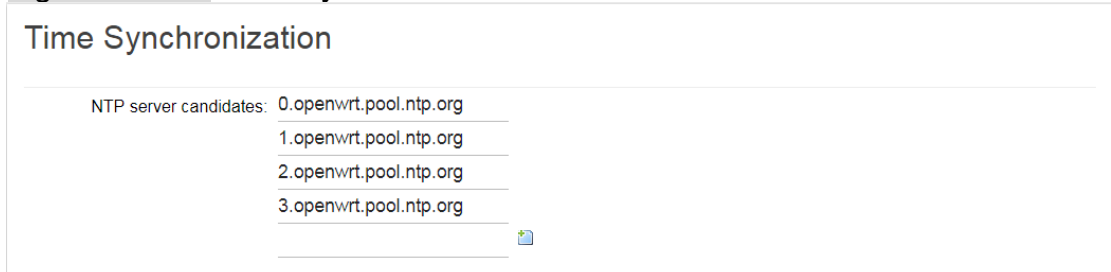 Time Synchronization
NTP server candidates: 0.openwrt.pool.ntp.org
1.openwrt.pool.ntp.org
2.openwrt.pool.ntp.org
3.openwrt.pool.ntp.org